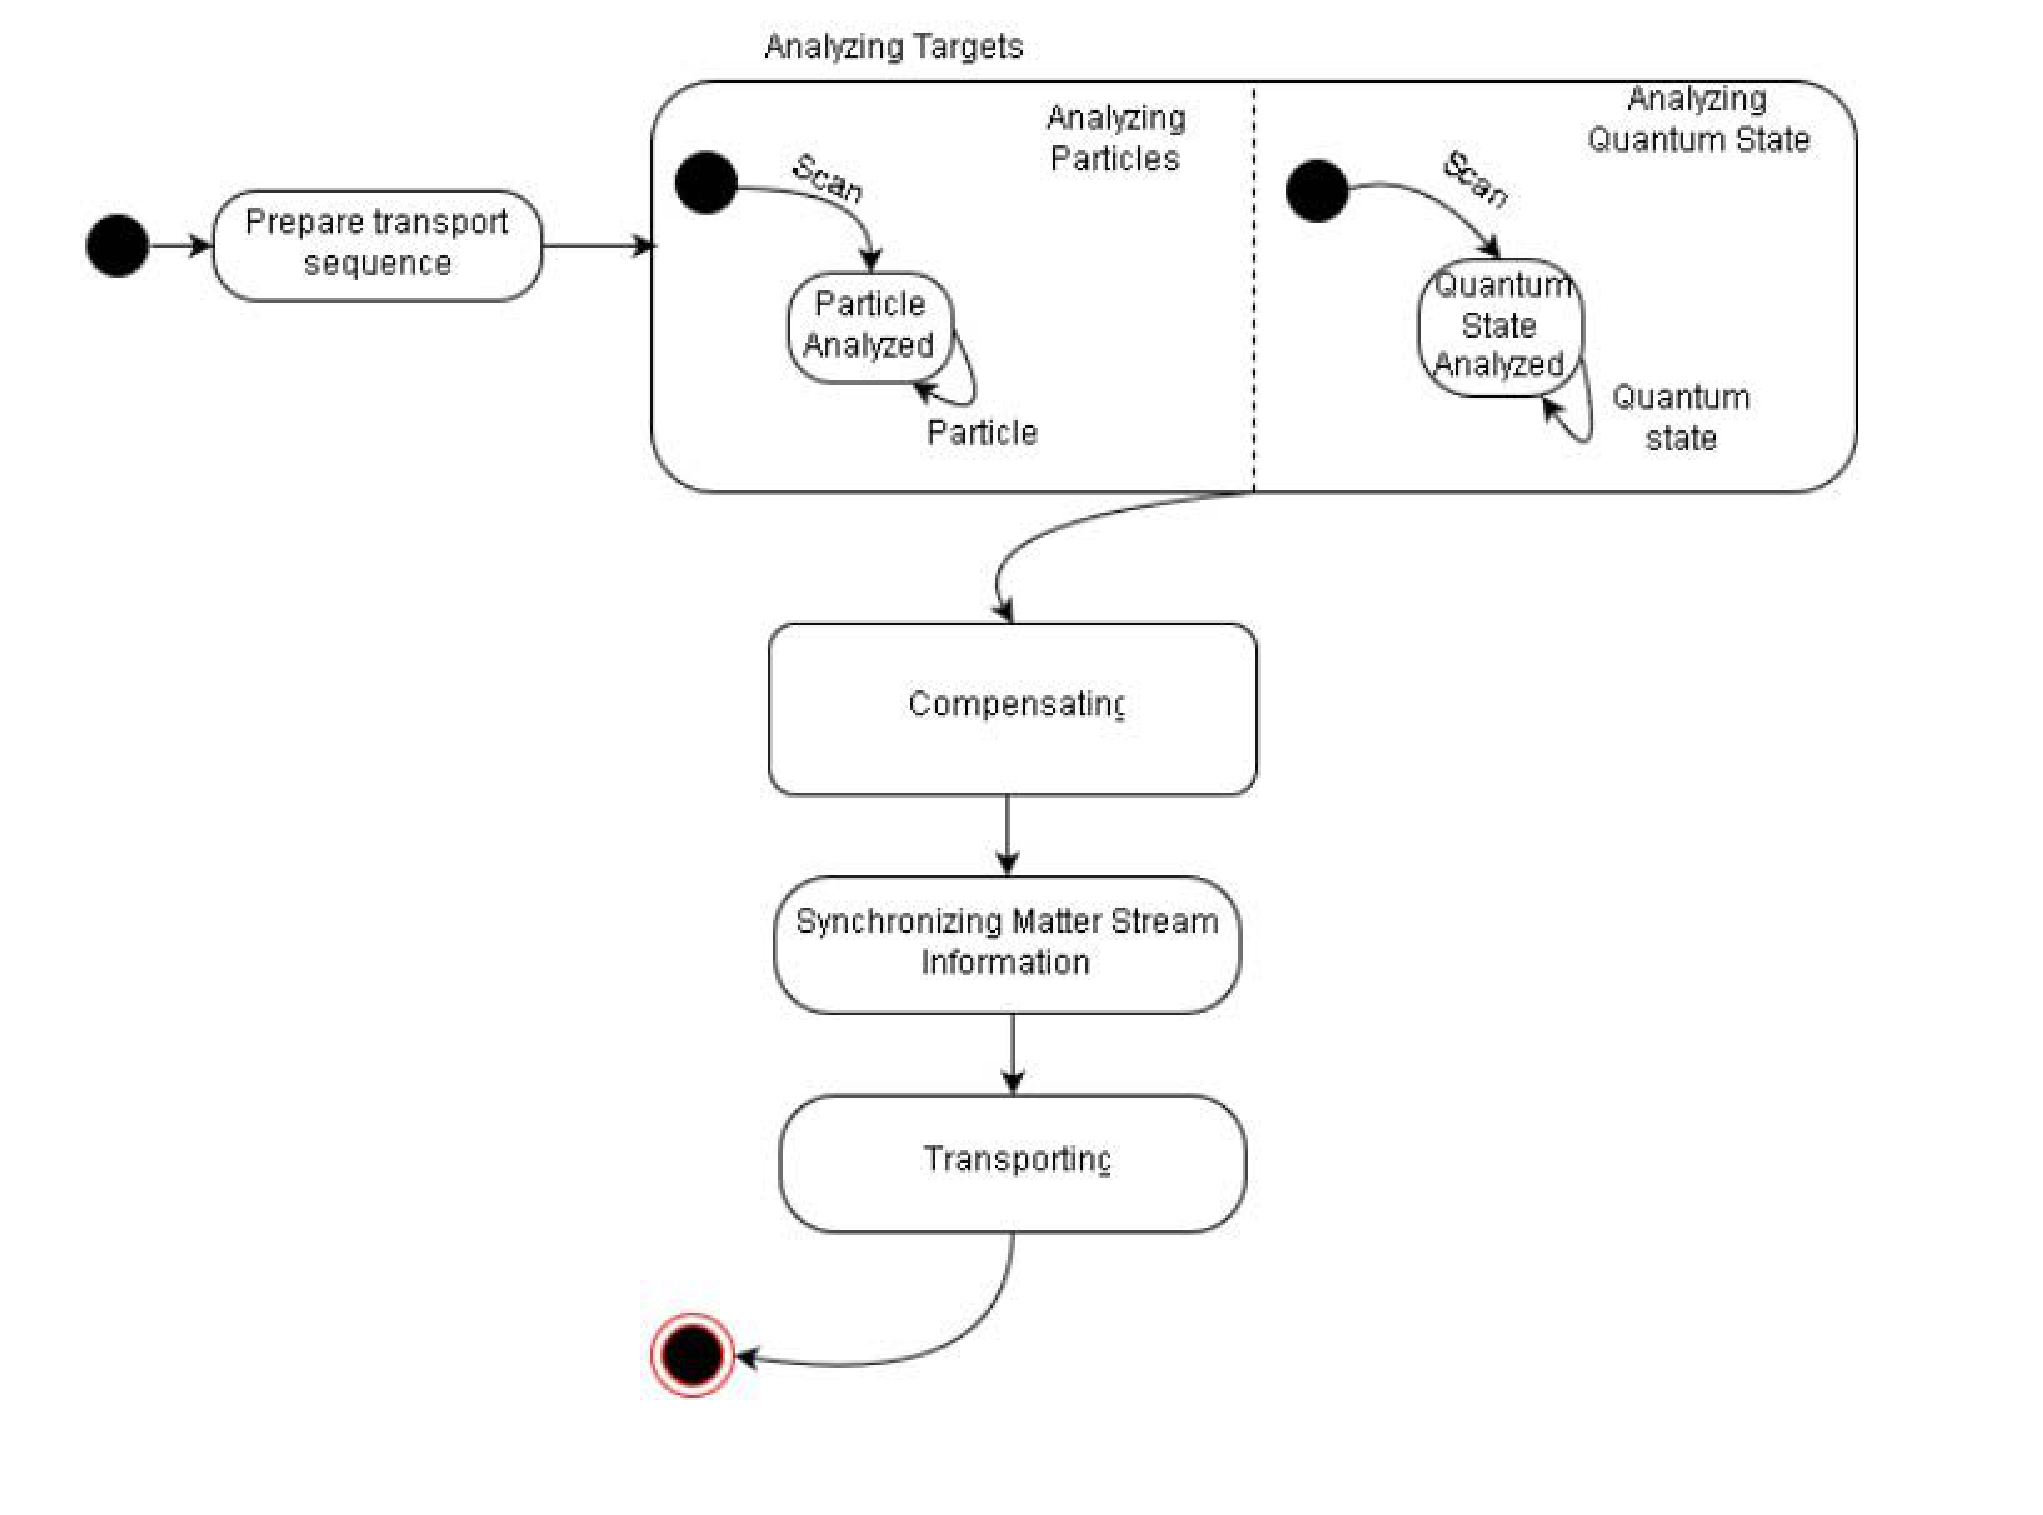 Analyzing Targets
Prepare transport
sequence
Analyzing
Particles
Scan
Particle
Analyzed
Particle
Analyzing
Quantum State
Scan
Quantum
State
Analyzed
Quantum
state
Compensating
Synchronizing Matter Stream
Information
Transporting